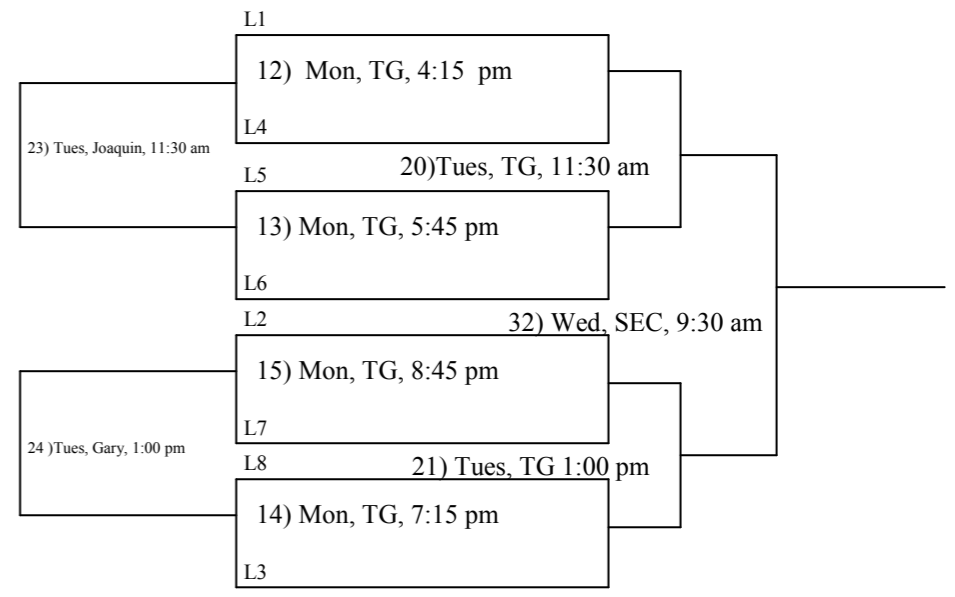 L1
12)  Mon, TG, 4:15  pm
L4
23) Tues, Joaquin, 11:30 am
20)Tues, TG, 11:30 am
L5
13) Mon, TG, 5:45 pm
L6
L2
32) Wed, SEC, 9:30 am
15) Mon, TG, 8:45 pm
L7
24 )Tues, Gary, 1:00 pm
L8
21) Tues, TG 1:00 pm
14) Mon, TG, 7:15 pm
L3